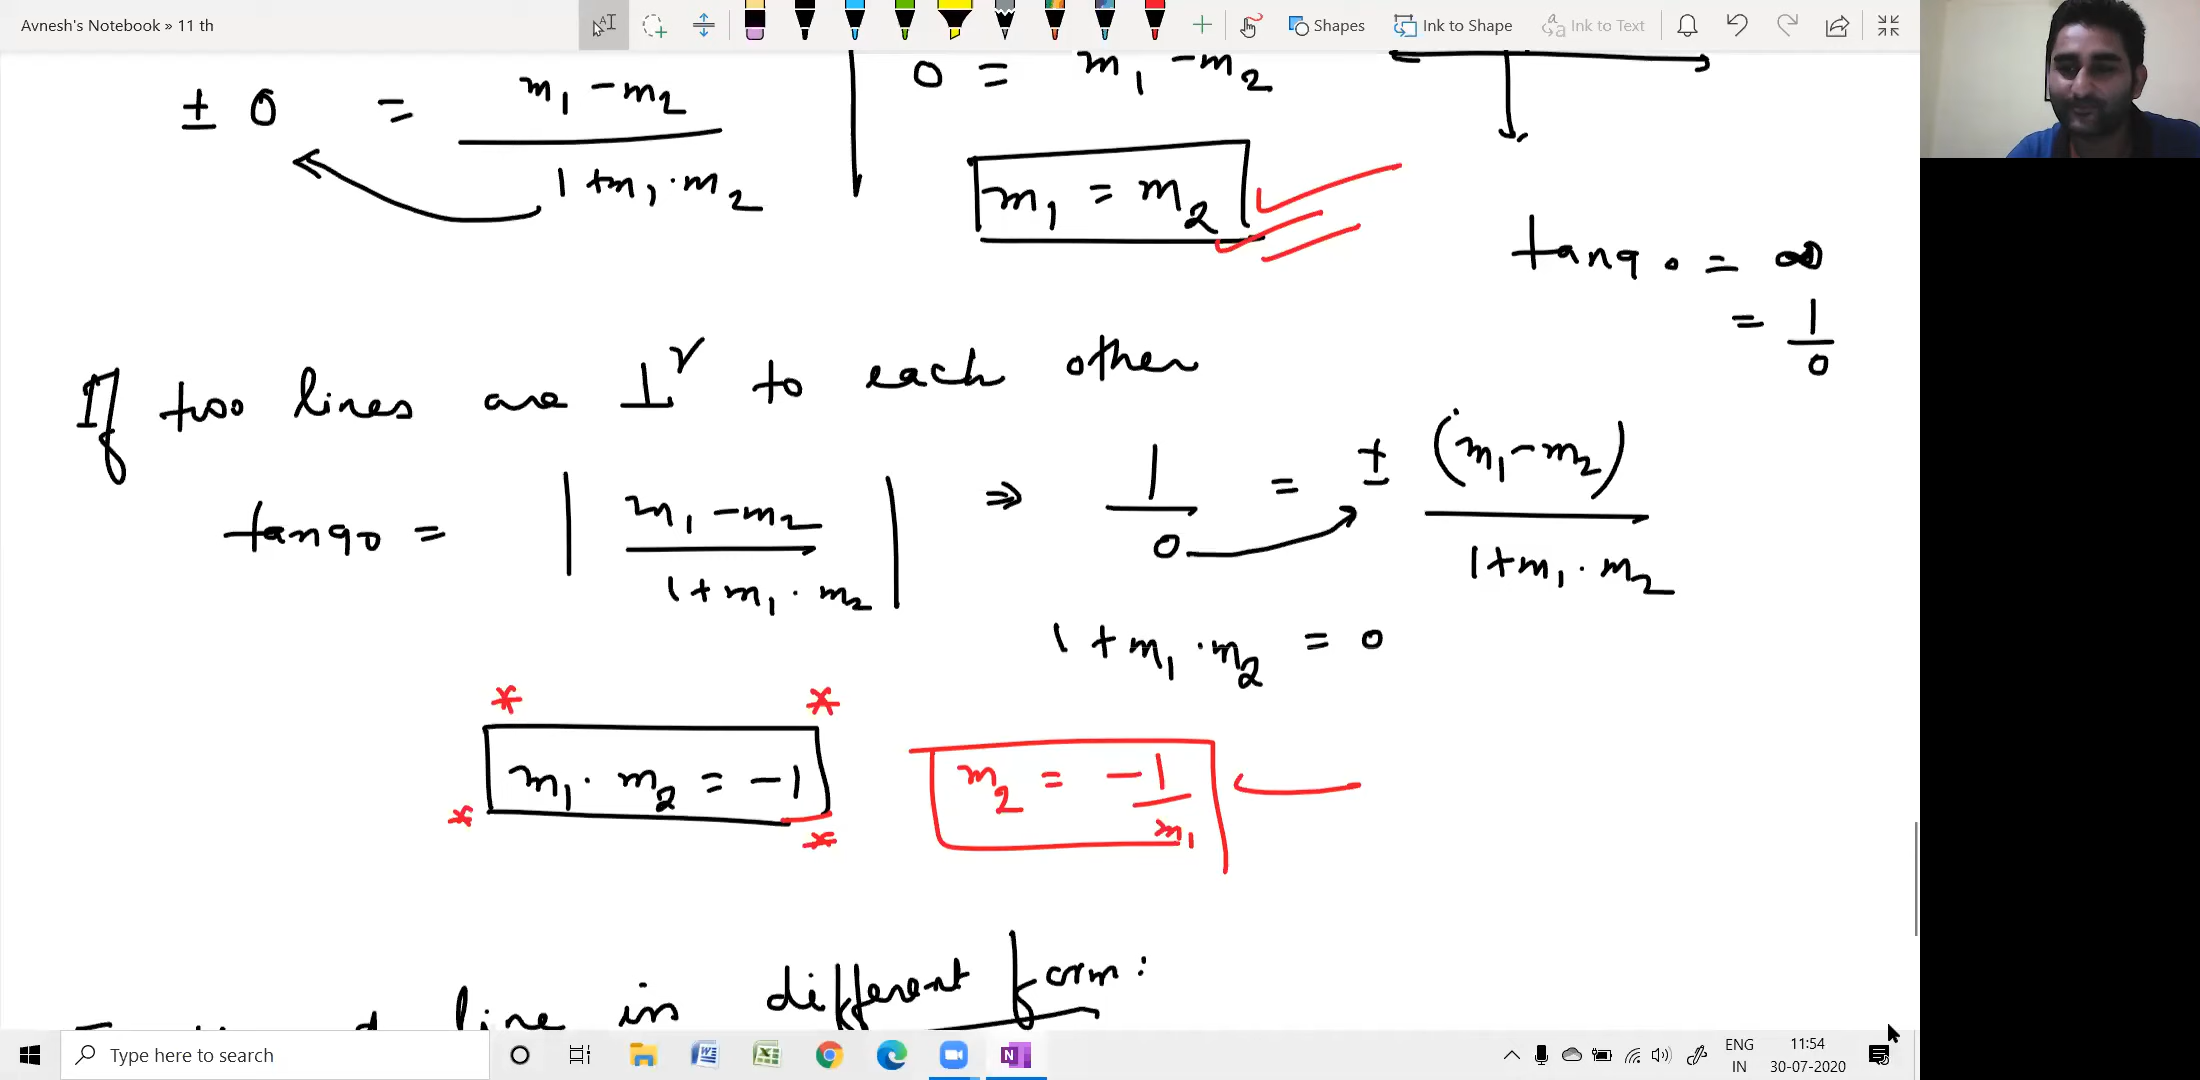 Avnesh's Notebook » 11 th
Shapes
Ink to Shape
Ink to Text
± 0 = m₁ - m₂ / 1 + m₁ · m₂
0 = m₁ - m₂
m₁ = m₂
tan 90 = ∞
= 1/0
If two lines are ⊥ʳ to each other
tan 90 = | m₁ - m₂ / 1 + m₁ · m₂ | ⇒ 1/0 = ± (m₁ - m₂) / 1 + m₁ · m₂
1 + m₁ · m₂ = 0
* *
m₁ · m₂ = -1
* *
m₂ = -1/m₁
line in different form:
Type here to search
ENG
IN
11:54
30-07-2020